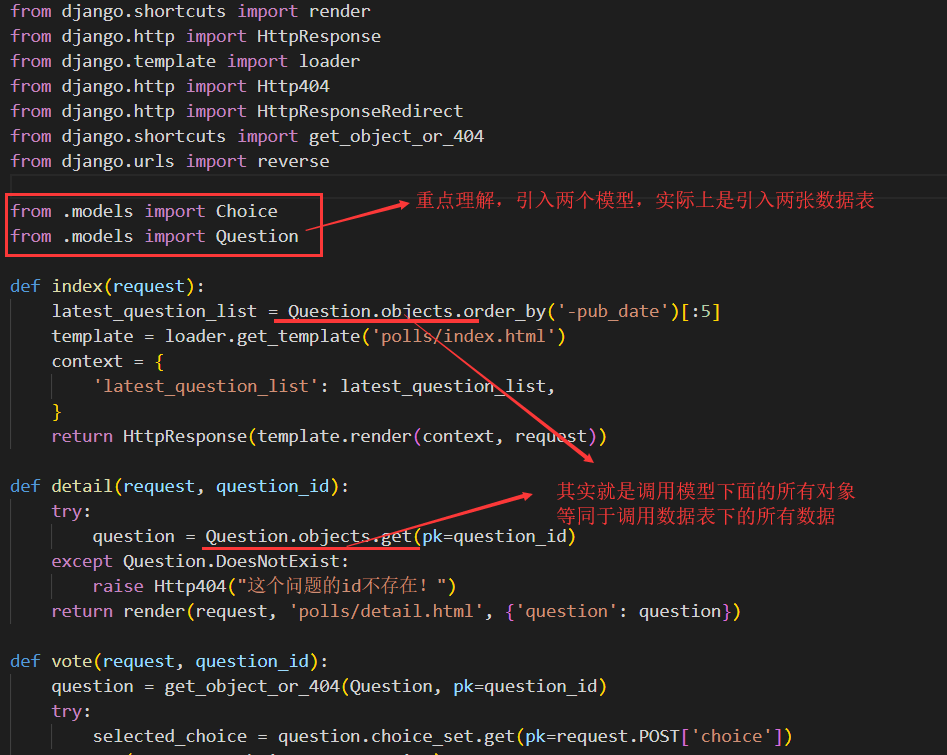 from django.shortcuts import render
from django.http import HttpResponse
from django.template import loader
from django.http import Http404
from django.http import HttpResponseRedirect
from django.shortcuts import get_object_or_404
from django.urls import reverse
from .models import Choice
重点理解，引入两个模型，实际上是引入两张数据表
from .models import Question
def index(request):
    latest_question_list = Question.objects.order_by('-pub_date')[:5]
    template = loader.get_template('polls/index.html')
    context = {
        'latest_question_list': latest_question_list,
    }
    return HttpResponse(template.render(context, request))
def detail(request, question_id):
其实就是调用模型下面的所有对象
    try:
等同于调用数据表下的所有数据
        question = Question.objects.get(pk=question_id)
    except Question.DoesNotExist:
        raise Http404("这个问题的id不存在！")
    return render(request, 'polls/detail.html', {'question': question})
def vote(request, question_id):
    question = get_object_or_404(Question, pk=question_id)
    try:
        selected_choice = question.choice_set.get(pk=request.POST['choice'])